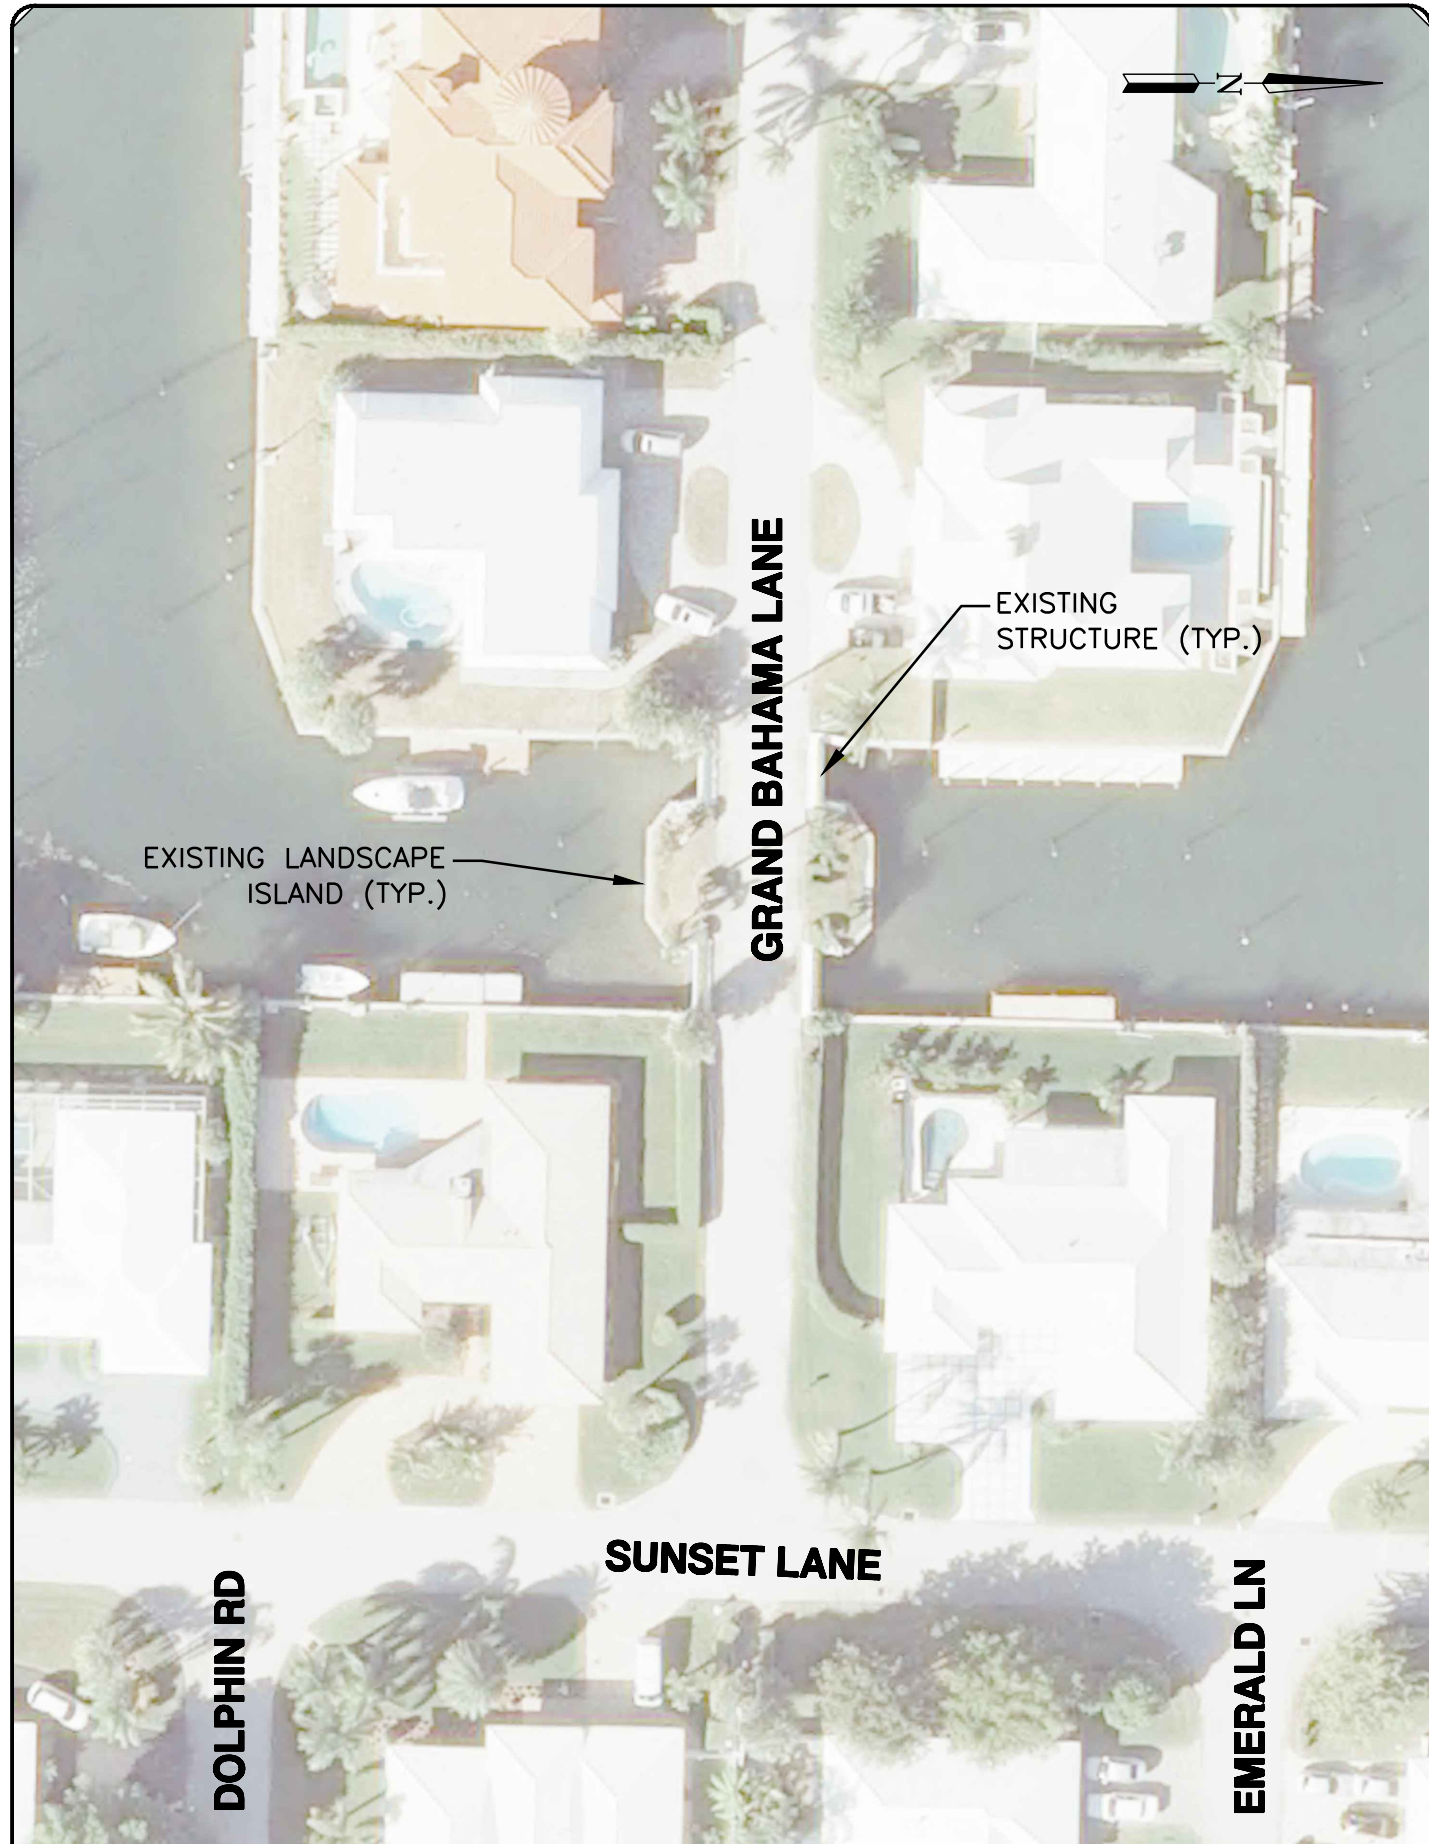 N
GRAND BAHAMA LANE
EXISTING
STRUCTURE (TYP.)
EXISTING LANDSCAPE
ISLAND (TYP.)
SUNSET LANE
DOLPHIN RD
EMERALD LN